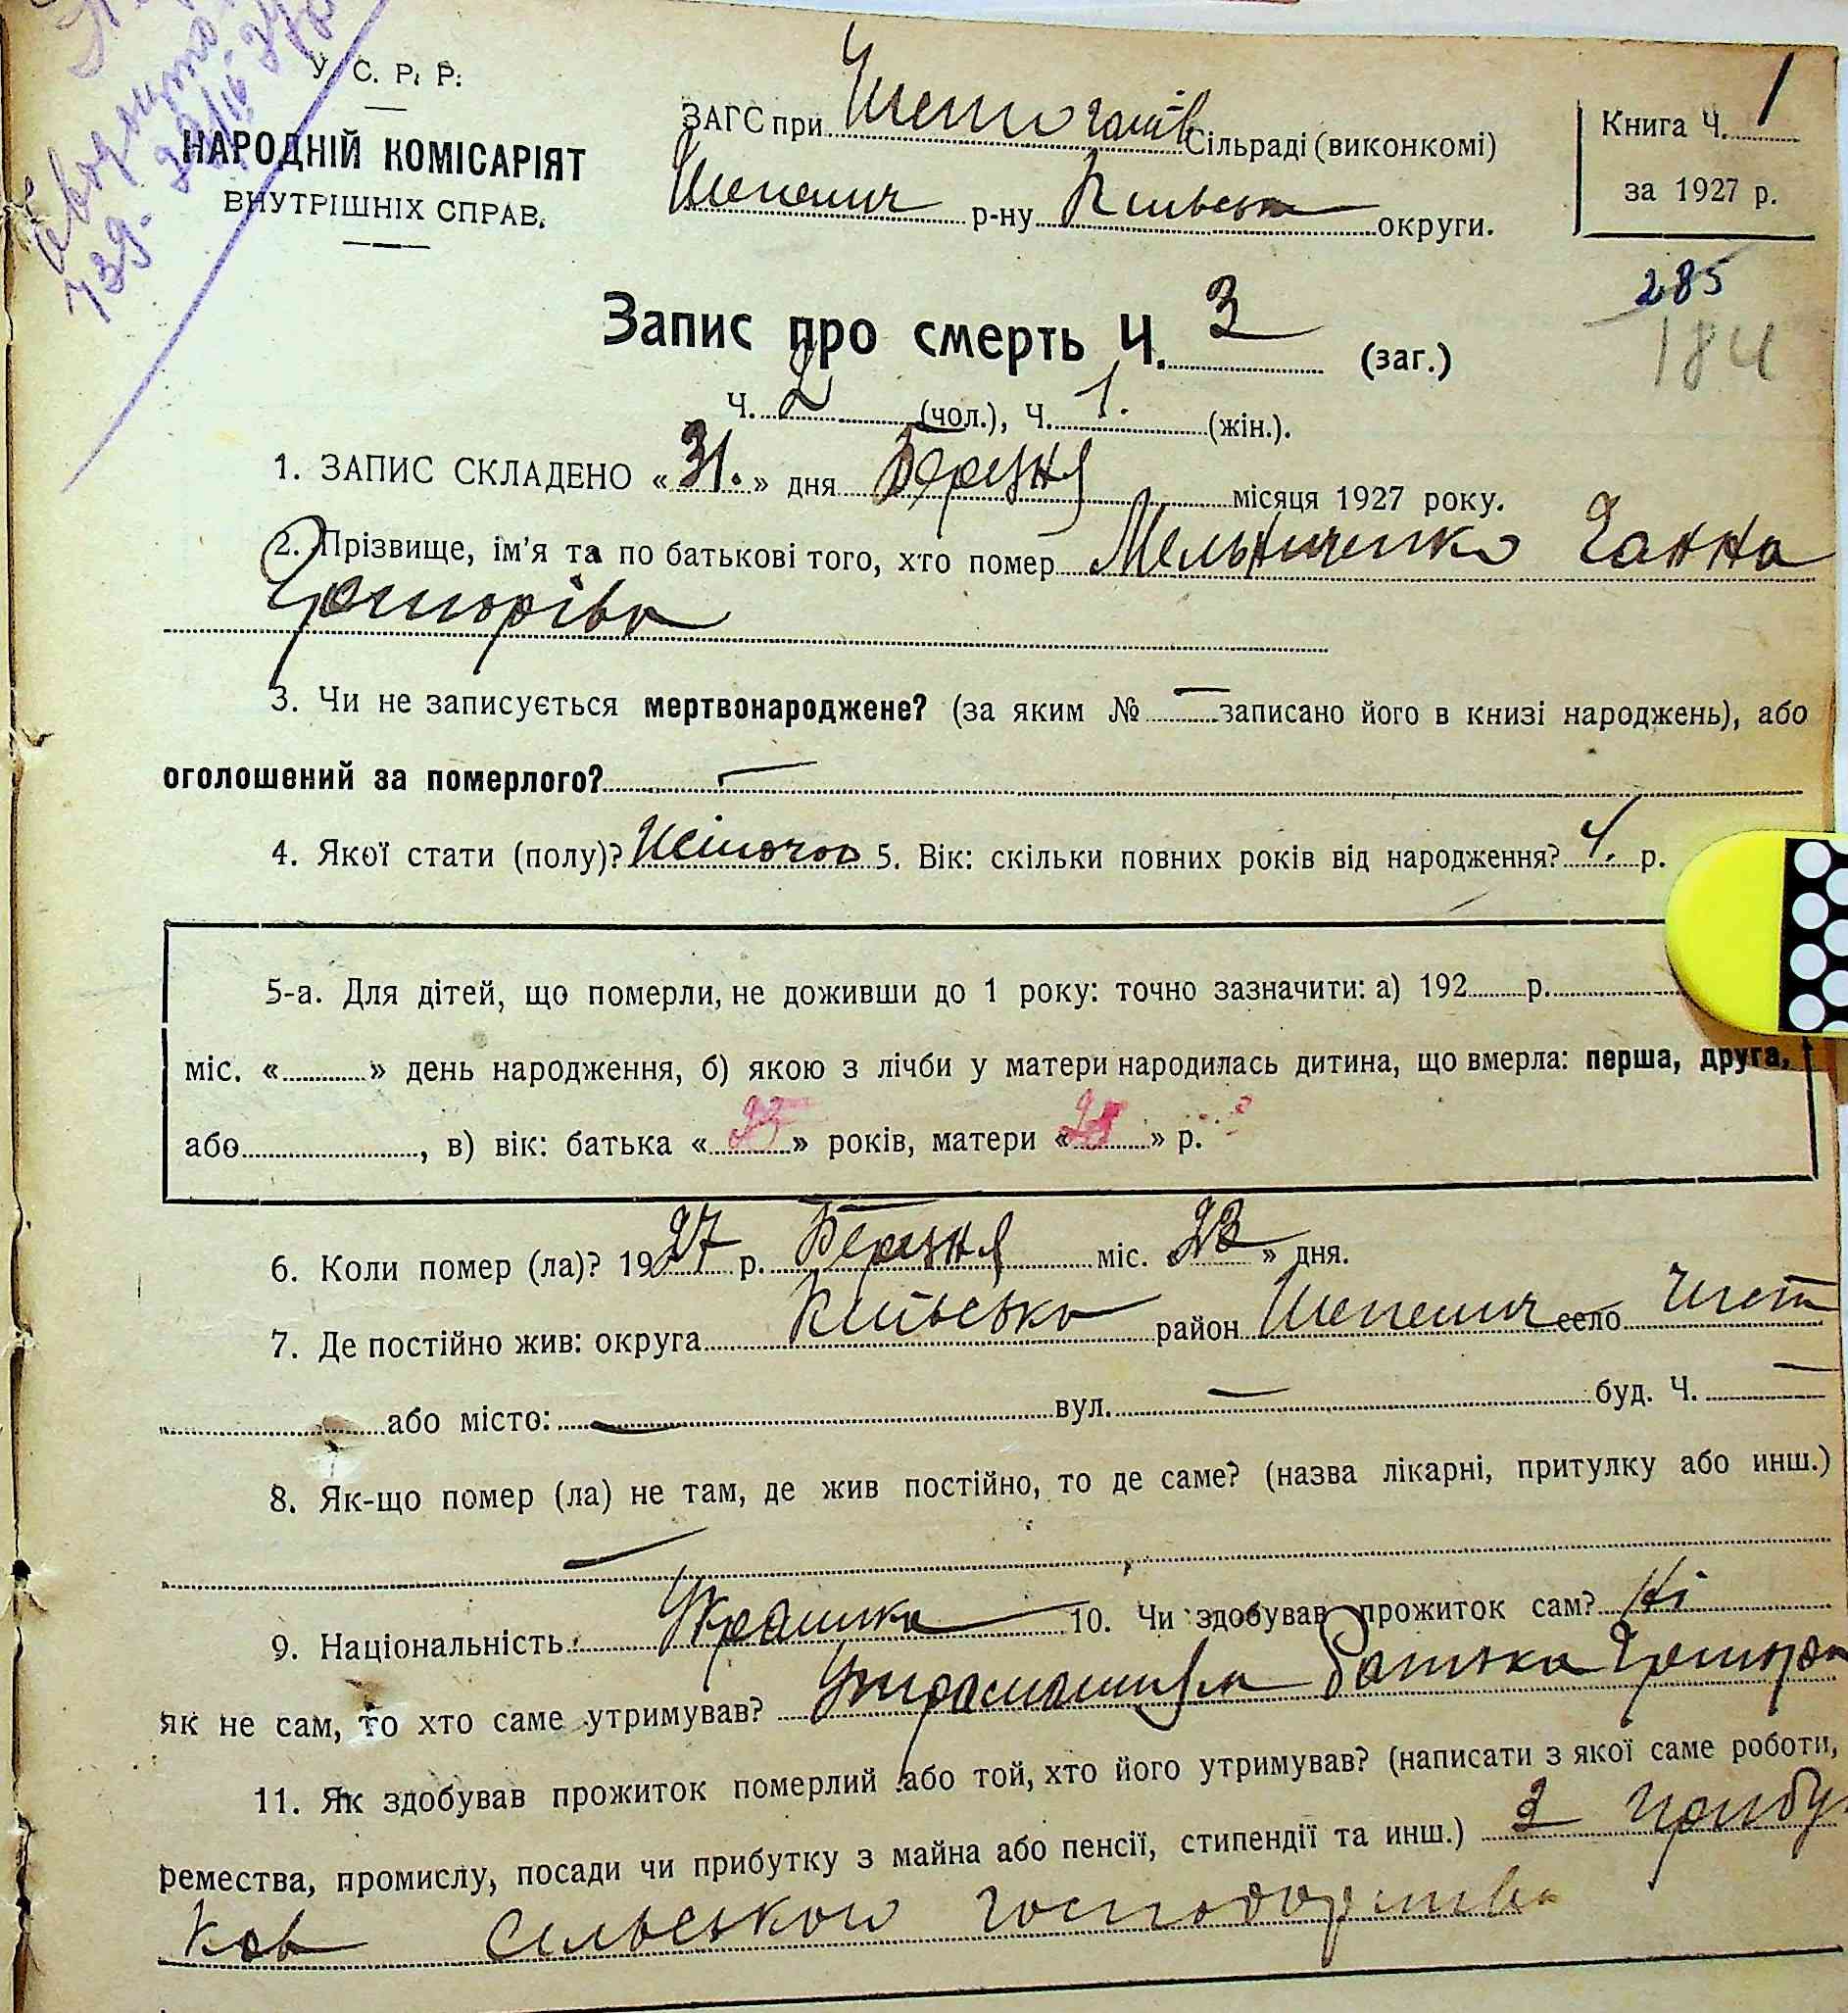 У. С. Р. Р.
НАРОДНІЙ КОМІСАРІЯТ
ВНУТРІШНІХ СПРАВ.
ЗАГС при Сільраді (виконкомі)
Шепелич р-ну Київська округи.
Книга Ч. 1
за 1927 р.
285
184
Запис про смерть Ч. 3 (заг.)
Ч. 2 (чол.), Ч. 1. (жін.).
1. ЗАПИС СКЛАДЕНО «31.» дня Березня місяця 1927 року.
2. Прізвище, ім'я та по батькові того, хто помер Мельниченко Ганна
Григорівн
3. Чи не записується мертвонароджене? (за яким № — записано його в книзі народжень), або
оголошений за померлого? —
4. Якої стати (полу)? 5. Вік: скільки повних років від народження? р.
5-а. Для дітей, що померли, не доживши до 1 року: точно зазначити: а) 192 р.
міс. « » день народження, б) якою з лічби у матери народилась дитина, що вмерла: перша, друга,
або , в) вік: батька « » років, матери « » р.
6. Коли помер (ла)? 1927 р. Березня міс. 23 » дня.
7. Де постійно жив: округа Київська район Шепелич село
або місто: — вул. — буд. Ч. —
8. Як-що помер (ла) не там, де жив постійно, то де саме? (назва лікарні, притулку або инш.)
—
9. Національність Українка 10. Чи здобував прожиток сам? Ні
як не сам, то хто саме утримував? батька
11. Як здобував прожиток померлий або той, хто його утримував? (написати з якої саме роботи,
ремества, промислу, посади чи прибутку з майна або пенсії, стипендії та инш.) З прибу
ков сильского господарства